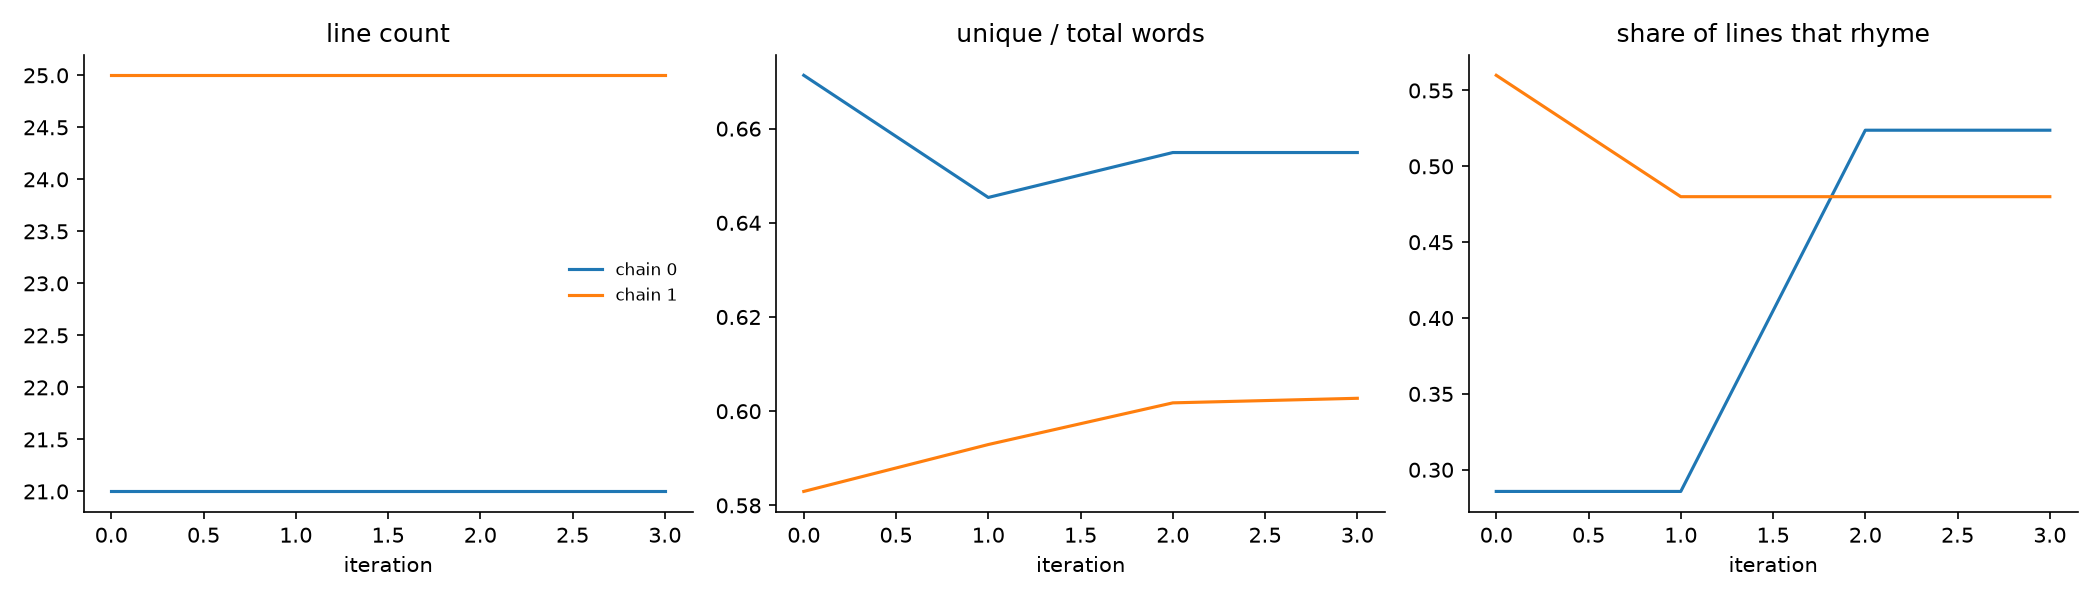 line count
25.0
24.5
24.0
23.5
23.0
22.5
22.0
21.5
21.0
chain 0
chain 1
0.0 0.5 1.0 1.5 2.0 2.5 3.0
iteration
unique / total words
0.66
0.64
0.62
0.60
0.58
0.0 0.5 1.0 1.5 2.0 2.5 3.0
iteration
share of lines that rhyme
0.55
0.50
0.45
0.40
0.35
0.30
0.0 0.5 1.0 1.5 2.0 2.5 3.0
iteration